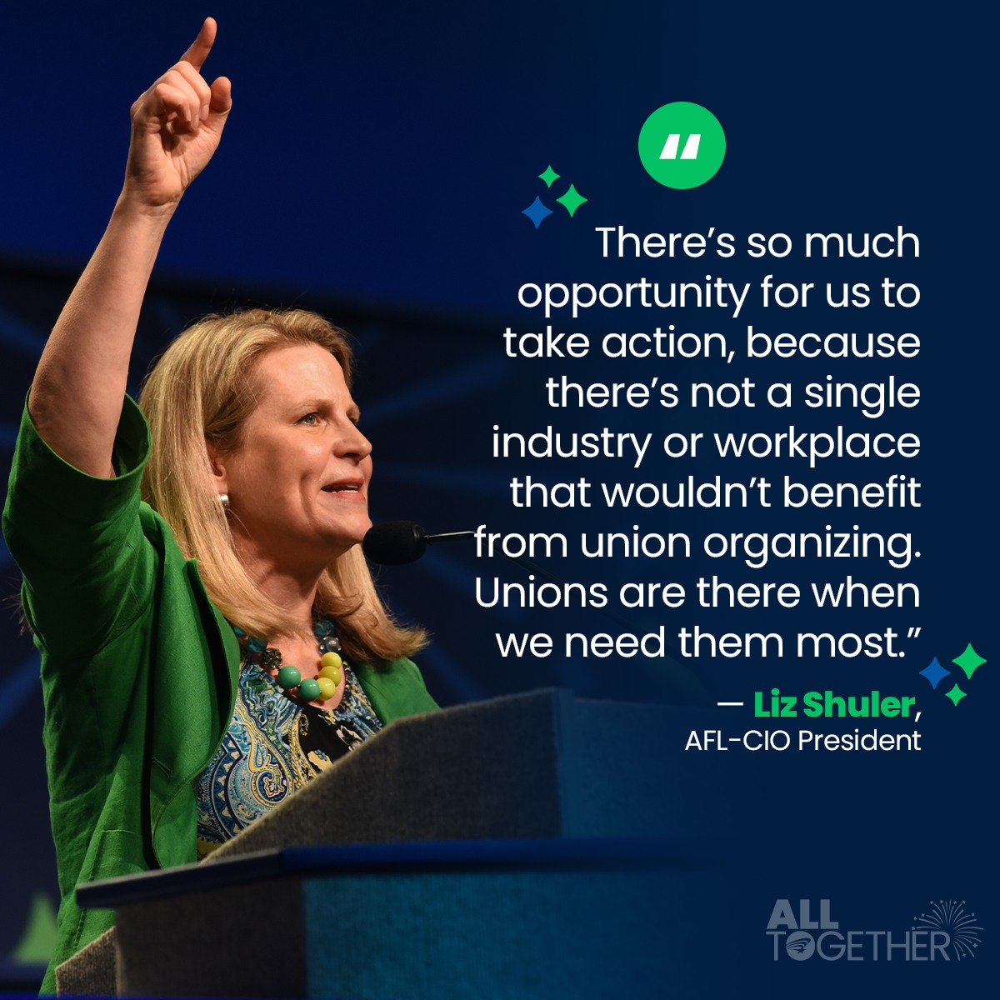 “
There’s so much
opportunity for us to
take action, because
there’s not a single
industry or workplace
that wouldn’t benefit
from union organizing.
Unions are there when
we need them most.”
— Liz Shuler,
AFL-CIO President
ALL
TOGETHER